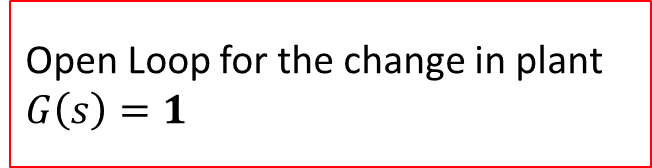 Open Loop for the change in plant
G(s) = 1